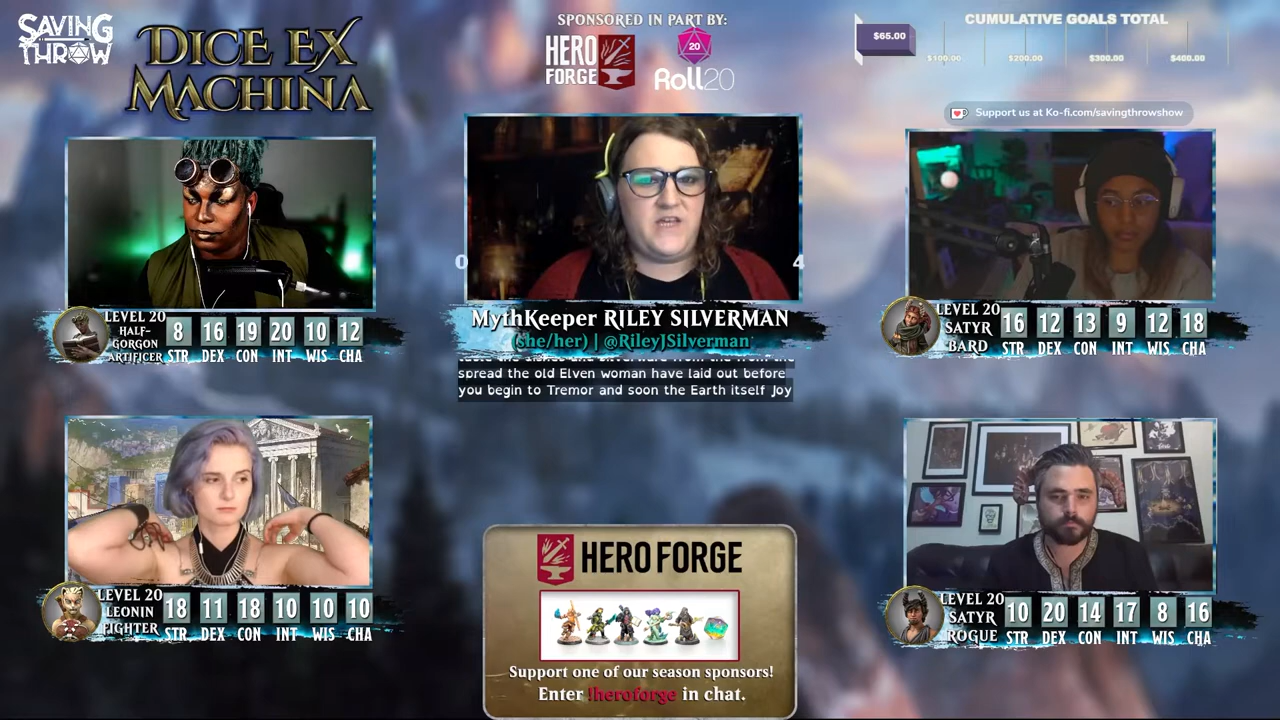 SAVING
THROW
DICE EX
MACHINA
SPONSORED IN PART BY:
HERO
FORGE
20
Roll20
CUMULATIVE GOALS TOTAL
$65.00
$100.00
$200.00
$300.00
$400.00
Support us at Ko-fi.com/savingthrowshow
0
4
LEVEL 20
HALF-
GORGON
ARTIFICER
8 16 19 20 10 12
STR DEX CON INT WIS CHA
MythKeeper RILEY SILVERMAN
(she/her) | @RileyJSilverman
spread the old Elven woman have laid out before
you begin to Tremor and soon the Earth itself Joy
LEVEL 20
SATYR
BARD
16 12 13 9 12 18
STR DEX CON INT WIS CHA
LEVEL 20
LEONIN
FIGHTER
18 11 18 10 10 10
STR DEX CON INT WIS CHA
HERO FORGE
Support one of our season sponsors!
Enter !heroforge in chat.
LEVEL 20
SATYR
ROGUE
10 20 14 17 8 16
STR DEX CON INT WIS CHA